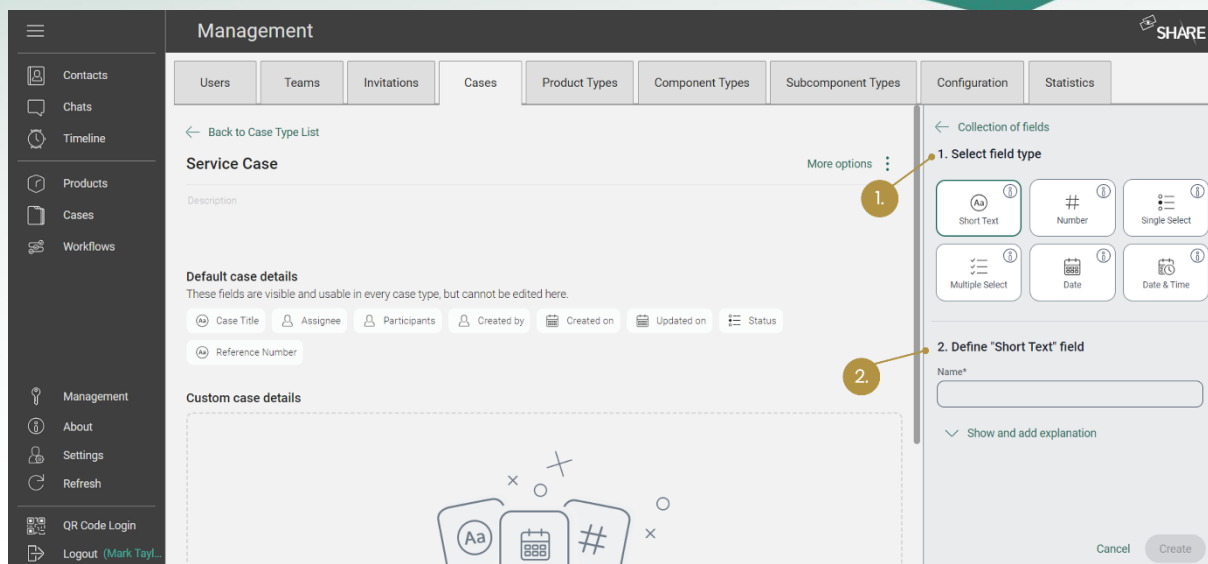 Management
SHARE
Contacts
Chats
Timeline
Products
Cases
Workflows
Management
About
Settings
Refresh
QR Code Login
Logout (Mark Tayl...
Users
Teams
Invitations
Cases
Product Types
Component Types
Subcomponent Types
Configuration
Statistics
Back to Case Type List
Service Case
More options
Description
Default case details
These fields are visible and usable in every case type, but cannot be edited here.
Aa Case Title
Assignee
Participants
Created by
Created on
Updated on
Status
Aa Reference Number
Custom case details
Aa
#
1.
2.
Collection of fields
1. Select field type
Aa
Short Text
#
Number
Single Select
Multiple Select
Date
Date & Time
2. Define "Short Text" field
Name*
Show and add explanation
Cancel
Create